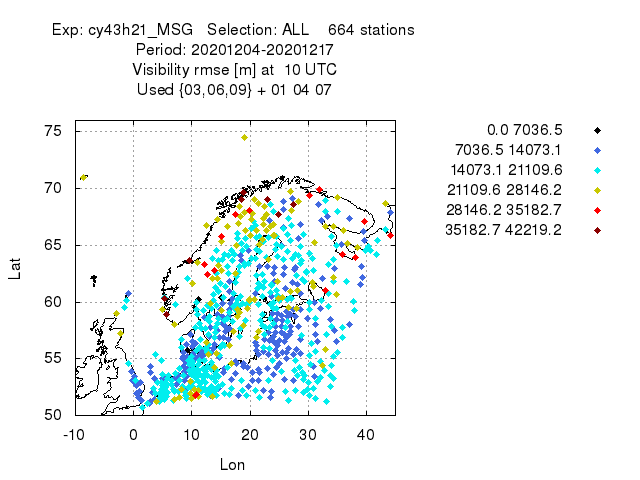 Exp: cy43h21_MSG Selection: ALL 664 stations
Period: 20201204-20201217
Visibility rmse [m] at 10 UTC
Used {03,06,09} + 01 04 07
0.0 7036.5
7036.5 14073.1
14073.1 21109.6
21109.6 28146.2
28146.2 35182.7
35182.7 42219.2
75
70
65
60
55
50
Lat
-10 0 10 20 30 40
Lon